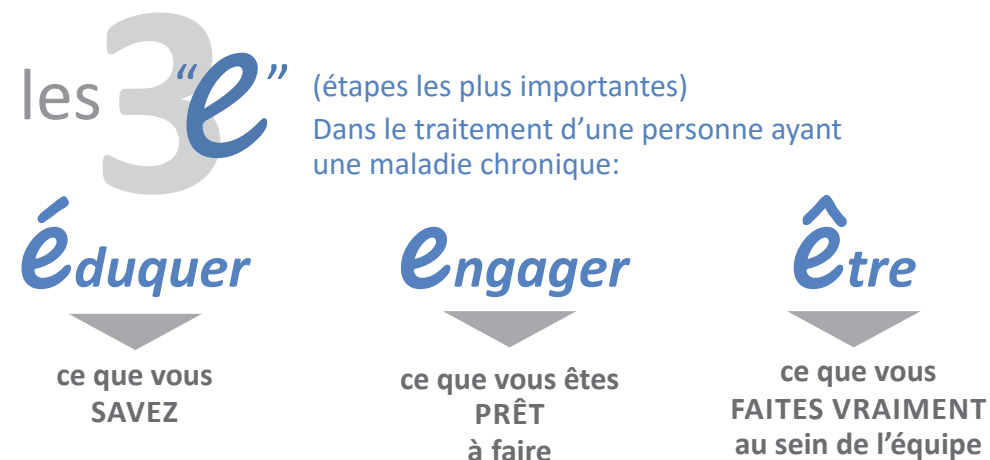 les 3 “e”
(étapes les plus importantes)
Dans le traitement d’une personne ayant
une maladie chronique:
éduquer
ce que vous
SAVEZ
engager
ce que vous êtes
PRÊT
à faire
être
ce que vous
FAITES VRAIMENT
au sein de l’équipe